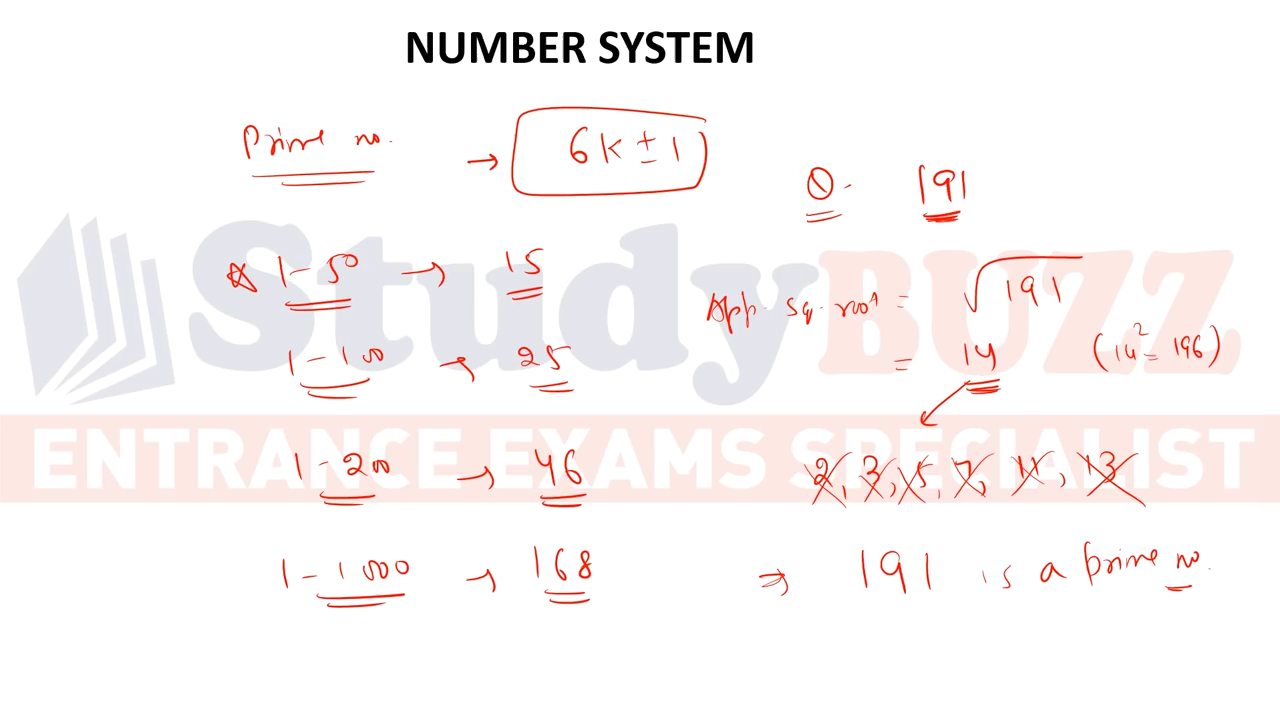 NUMBER SYSTEM
Prime no. → 6k ± 1
1 - 50 → 15
1 - 100 → 25
1 - 200 → 46
1 - 1000 → 168
Q. 191
App. sq. root = √191
= 14 (14² = 196)
2, 3, 5, 7, 11, 13
⇒ 191 is a prime no.
StudyBUZZ
ENTRANCE EXAMS SPECIALIST